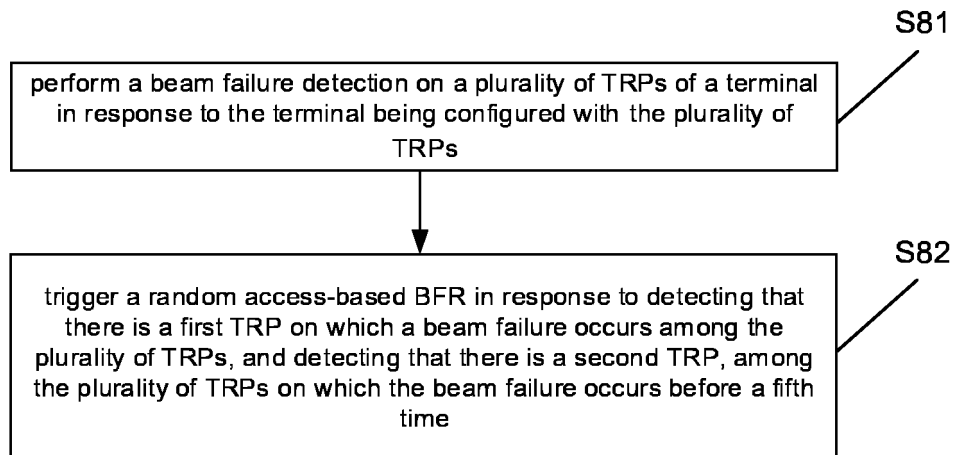 S81
perform a beam failure detection on a plurality of TRPs of a terminal
in response to the terminal being configured with the plurality of
TRPs
S82
trigger a random access-based BFR in response to detecting that
there is a first TRP on which a beam failure occurs among the
plurality of TRPs, and detecting that there is a second TRP, among
the plurality of TRPs on which the beam failure occurs before a fifth
time